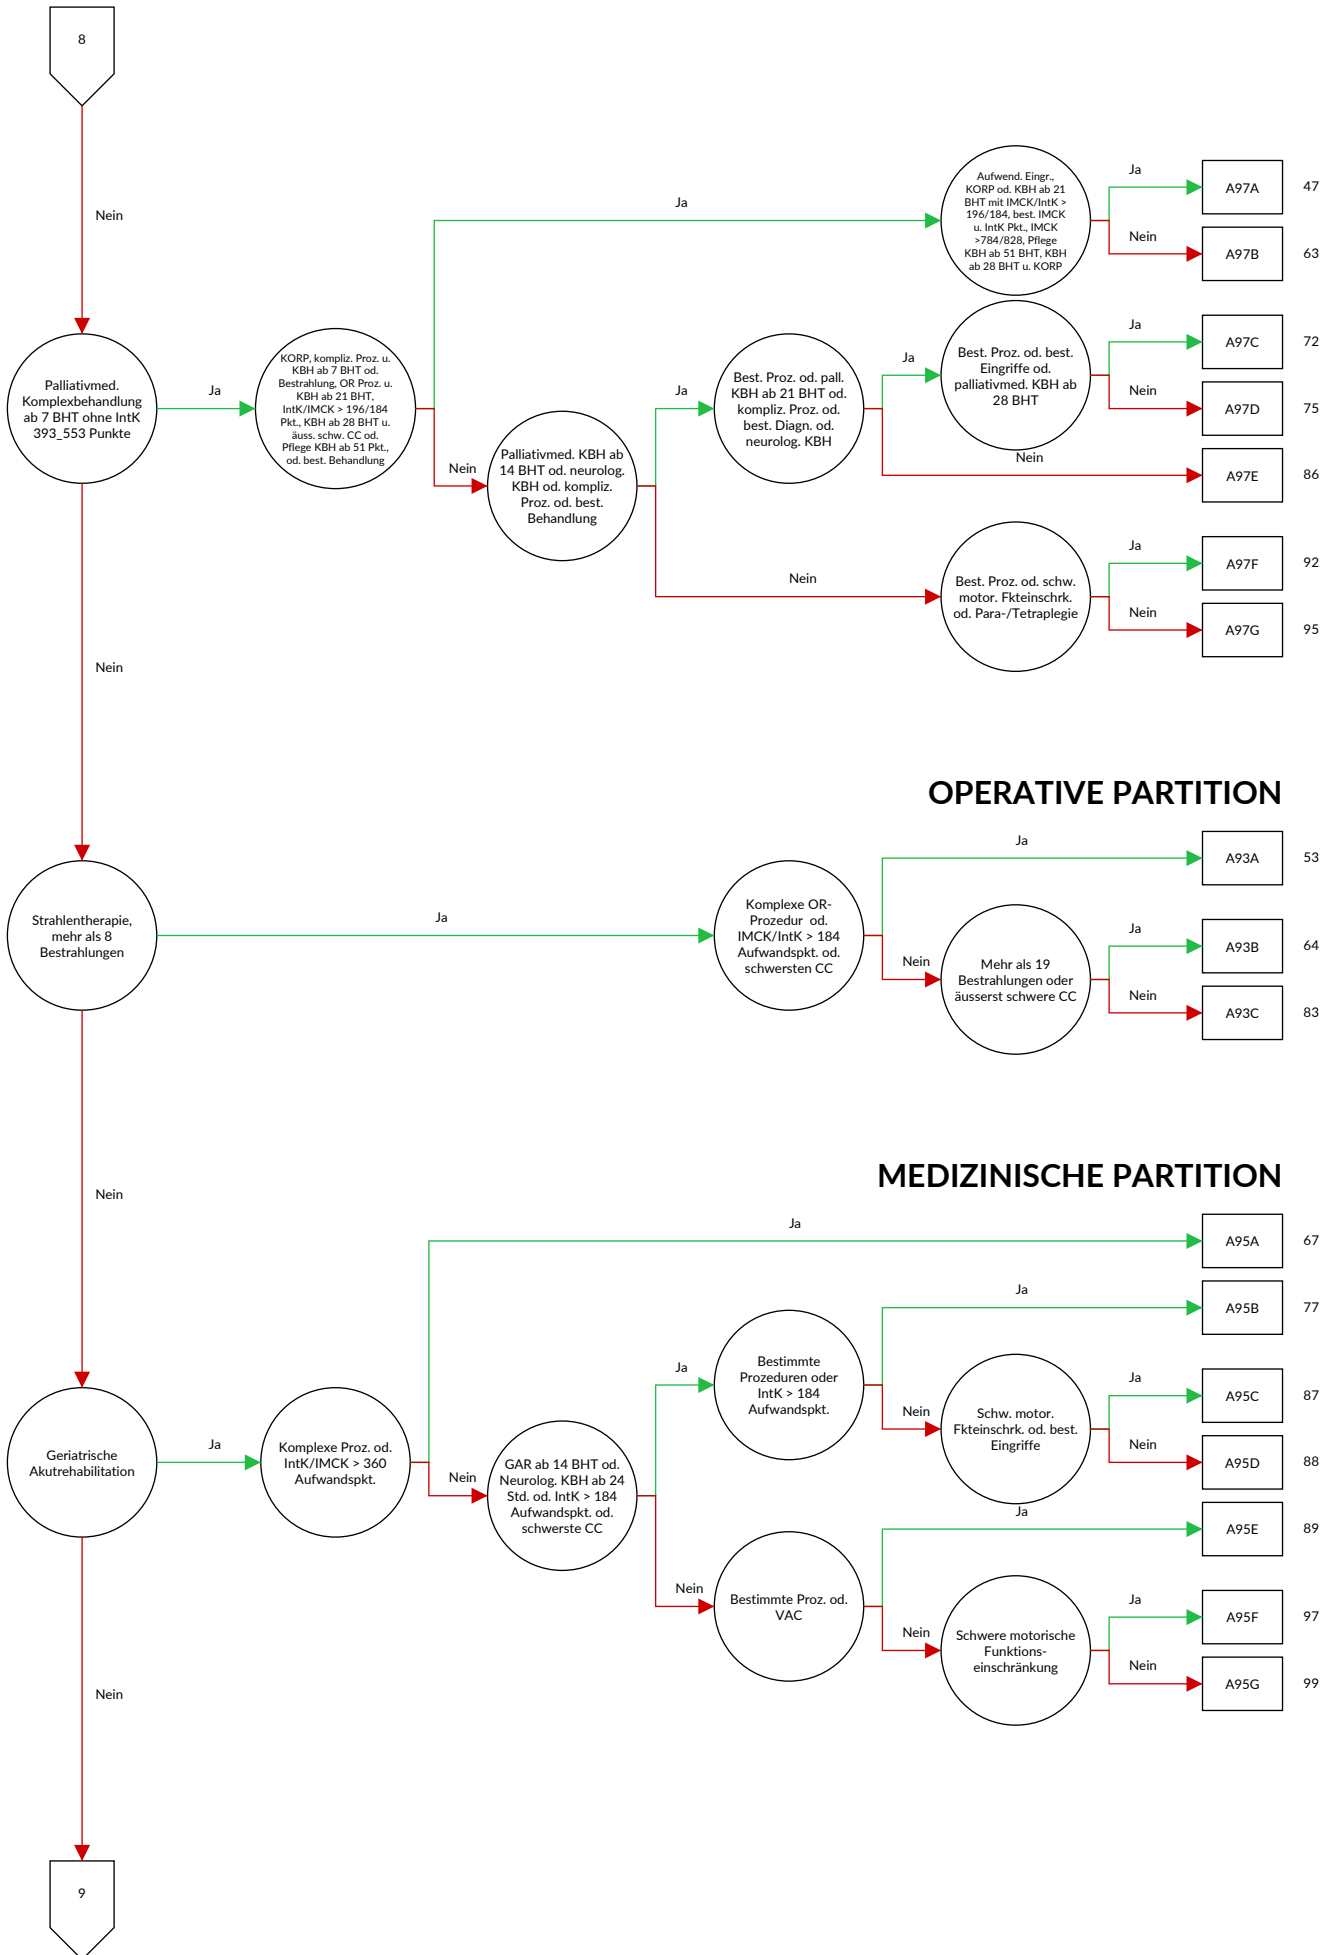 8
Nein
Palliativmed.
Komplexbehandlung
ab 7 BHT ohne IntK
393_553 Punkte
Ja
KORP, kompliz. Proz. u.
KBH ab 7 BHT od.
Bestrahlung, OR Proz. u.
KBH ab 21 BHT,
IntK/IMCK > 196/184
Pkt., KBH ab 28 BHT u.
äuss. schw. CC od.
Pflege KBH ab 51 Pkt.,
od. best. Behandlung
Ja
Aufwend. Eingr.,
KORP od. KBH ab 21
BHT mit IMCK/IntK >
196/184, best. IMCK
u. IntK Pkt., IMCK
>784/828, Pflege
KBH ab 51 BHT, KBH
ab 28 BHT u. KORP
Ja
A97A
47
Nein
A97B
63
Nein
Palliativmed. KBH ab
14 BHT od. neurolog.
KBH od. kompliz.
Proz. od. best.
Behandlung
Ja
Best. Proz. od. pall.
KBH ab 21 BHT od.
kompliz. Proz. od.
best. Diagn. od.
neurolog. KBH
Ja
Best. Proz. od. best.
Eingriffe od.
palliativmed. KBH ab
28 BHT
Ja
A97C
72
Nein
A97D
75
Nein
A97E
86
Nein
Best. Proz. od. schw.
motor. Fkteinschrk.
od. Para-/Tetraplegie
Ja
A97F
92
Nein
A97G
95
Nein
OPERATIVE PARTITION
Strahlentherapie,
mehr als 8
Bestrahlungen
Ja
Komplexe OR-
Prozedur od.
IMCK/IntK > 184
Aufwandspkt. od.
schwersten CC
Ja
A93A
53
Nein
Mehr als 19
Bestrahlungen oder
äusserst schwere CC
Ja
A93B
64
Nein
A93C
83
Nein
MEDIZINISCHE PARTITION
Geriatrische
Akutrehabilitation
Ja
Komplexe Proz. od.
IntK/IMCK > 360
Aufwandspkt.
Ja
A95A
67
Nein
GAR ab 14 BHT od.
Neurolog. KBH ab 24
Std. od. IntK > 184
Aufwandspkt. od.
schwerste CC
Ja
Bestimmte
Prozeduren oder
IntK > 184
Aufwandspkt.
Ja
A95B
77
Nein
Schw. motor.
Fkteinschrk. od. best.
Eingriffe
Ja
A95C
87
Nein
A95D
88
Nein
Bestimmte Proz. od.
VAC
Ja
A95E
89
Nein
Schwere motorische
Funktions-
einschränkung
Ja
A95F
97
Nein
A95G
99
Nein
9